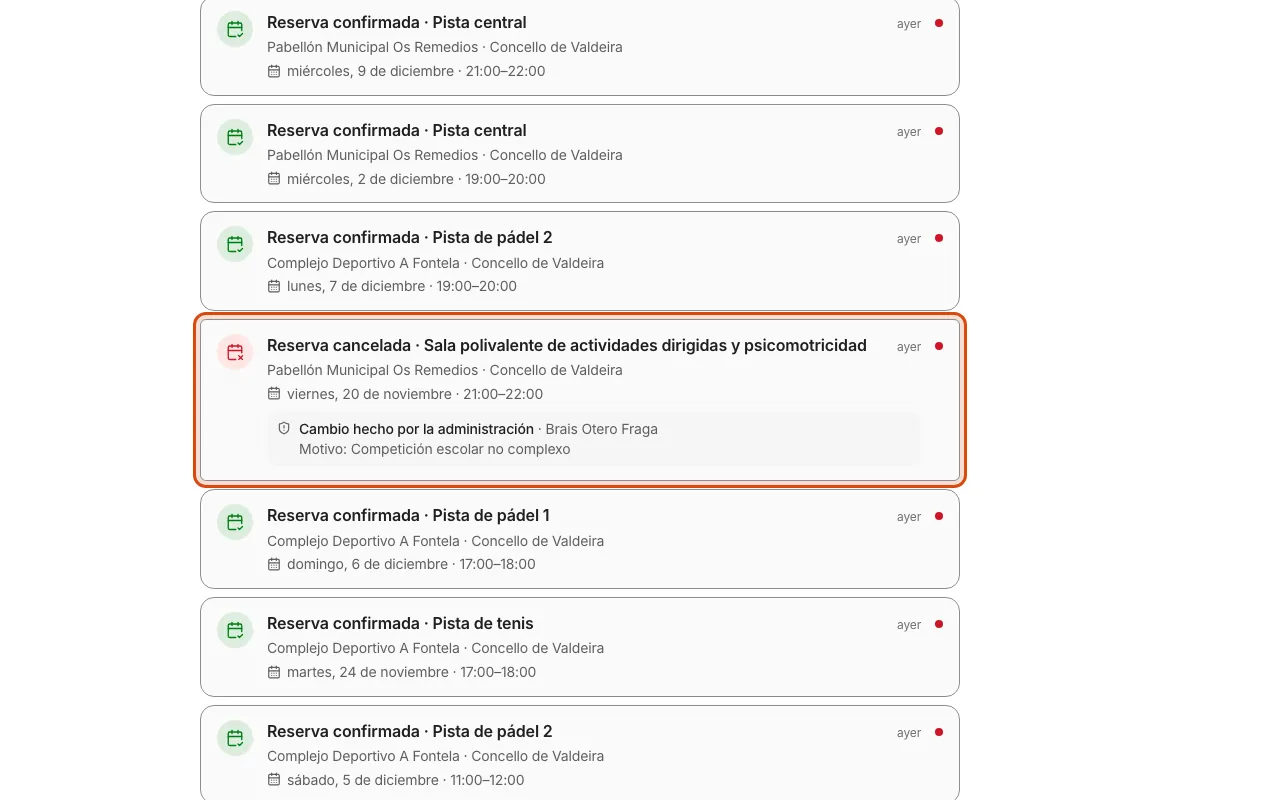 Reserva confirmada · Pista central
ayer
Pabellón Municipal Os Remedios · Concello de Valdeira
miércoles, 9 de diciembre · 21:00–22:00
Reserva confirmada · Pista central
ayer
Pabellón Municipal Os Remedios · Concello de Valdeira
miércoles, 2 de diciembre · 19:00–20:00
Reserva confirmada · Pista de pádel 2
ayer
Complejo Deportivo A Fontela · Concello de Valdeira
lunes, 7 de diciembre · 19:00–20:00
Reserva cancelada · Sala polivalente de actividades dirigidas y psicomotricidad
ayer
Pabellón Municipal Os Remedios · Concello de Valdeira
viernes, 20 de noviembre · 21:00–22:00
Cambio hecho por la administración · Brais Otero Fraga
Motivo: Competición escolar no complexo
Reserva confirmada · Pista de pádel 1
ayer
Complejo Deportivo A Fontela · Concello de Valdeira
domingo, 6 de diciembre · 17:00–18:00
Reserva confirmada · Pista de tenis
ayer
Complejo Deportivo A Fontela · Concello de Valdeira
martes, 24 de noviembre · 17:00–18:00
Reserva confirmada · Pista de pádel 2
ayer
Complejo Deportivo A Fontela · Concello de Valdeira
sábado, 5 de diciembre · 11:00–12:00